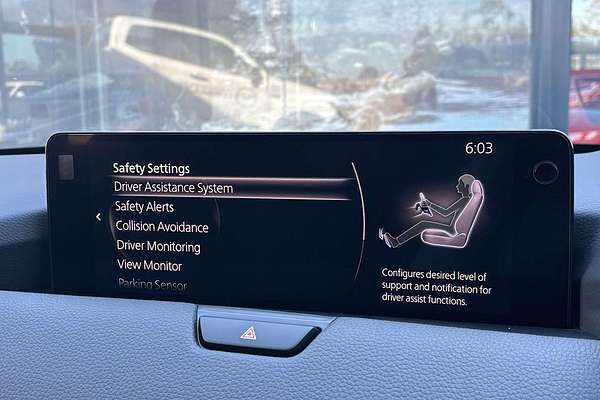 6:03
Safety Settings
Driver Assistance System
Safety Alerts
Collision Avoidance
Driver Monitoring
View Monitor
Parking Sensor
Configures desired level of
support and notification for
driver assist functions.